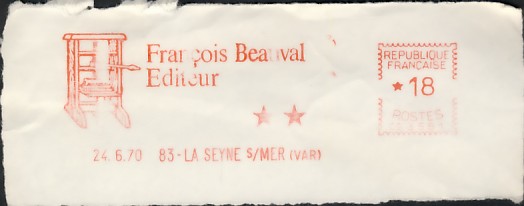 François Beauval
Editeur
REPUBLIQUE
FRANÇAISE
★18
POSTES
★ ★
24.6.70 83-LA SEYNE S/MER (VAR)